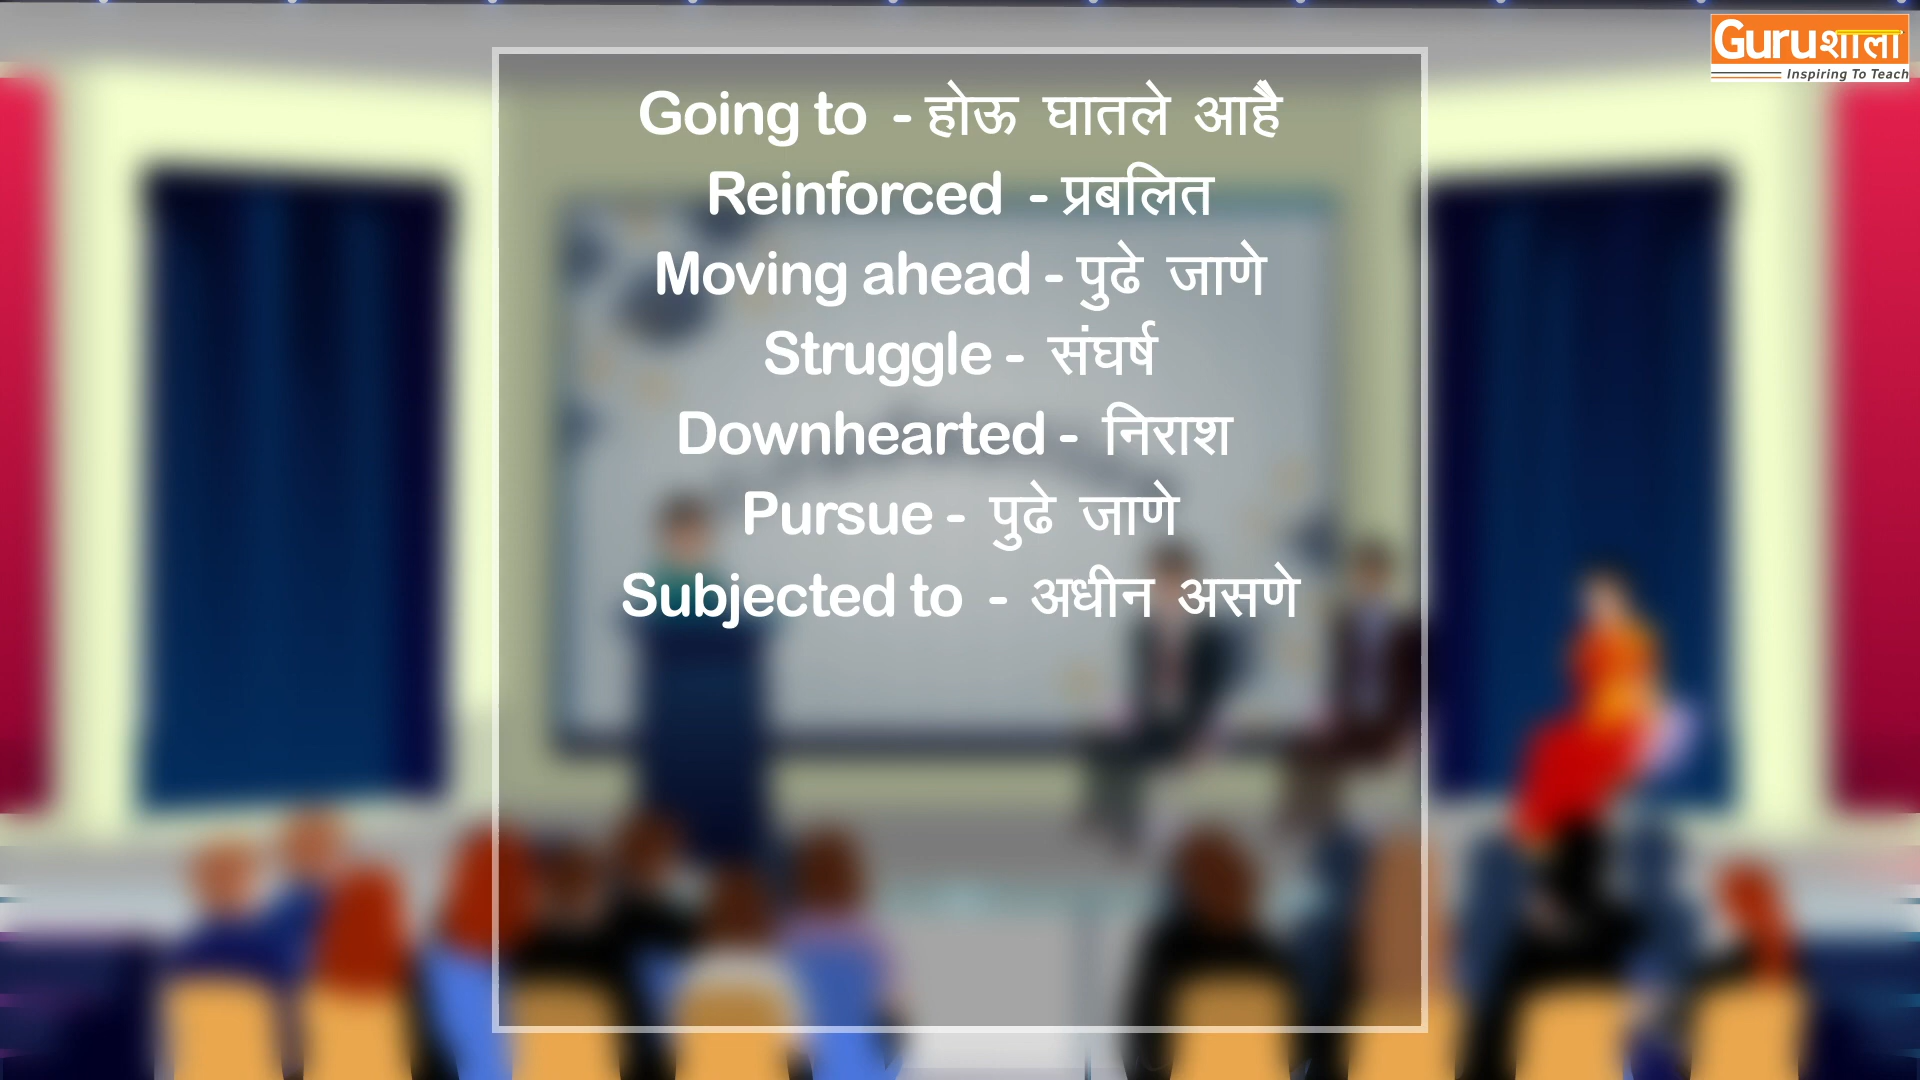 Guruशाला
Inspiring To Teach
Going to - होऊ घातले आहेै
Reinforced - प्रबलित
Moving ahead - पुढे जाणे
Struggle - संघर्ष
Downhearted - निराश
Pursue - पुढे जाणे
Subjected to - अधीन असणे